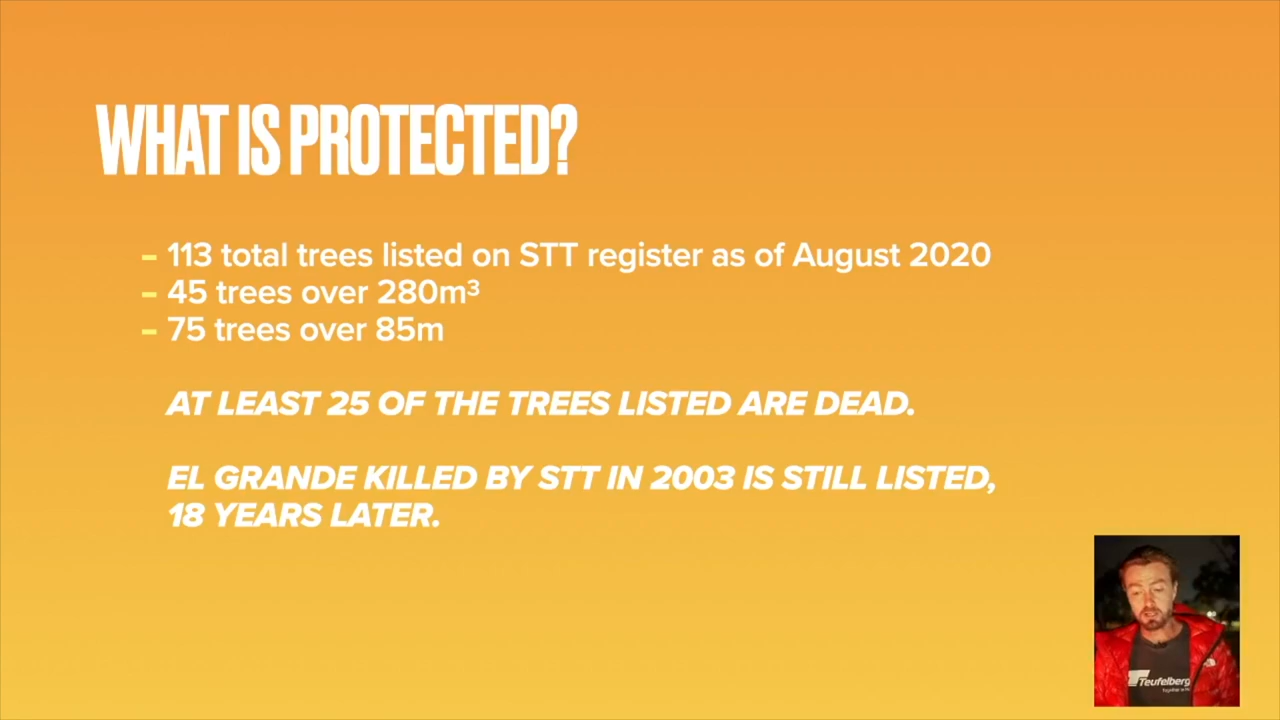 WHAT IS PROTECTED?
– 113 total trees listed on STT register as of August 2020
– 45 trees over 280m³
– 75 trees over 85m
AT LEAST 25 OF THE TREES LISTED ARE DEAD.
EL GRANDE KILLED BY STT IN 2003 IS STILL LISTED,
18 YEARS LATER.
Teufelberg